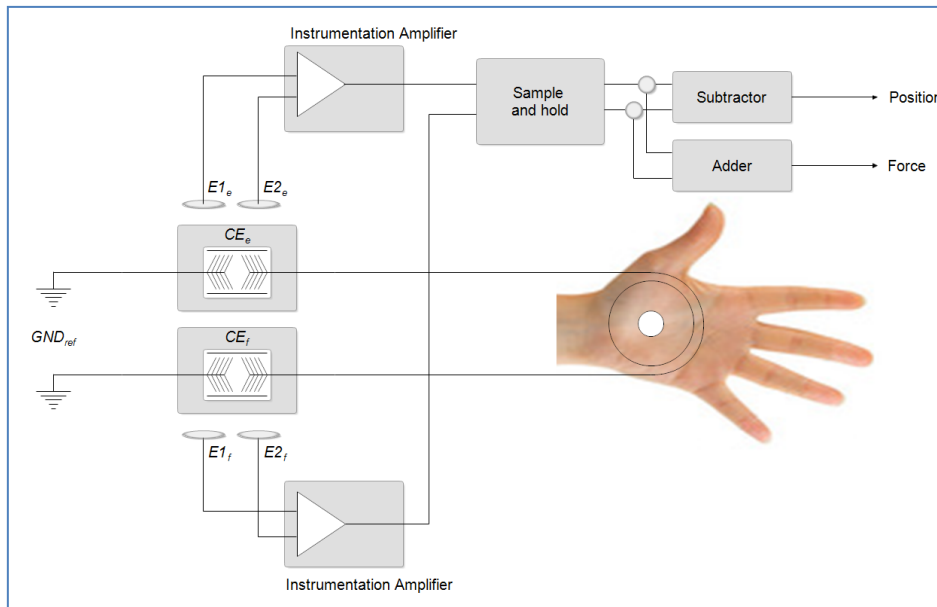 Instrumentation Amplifier
Sample
and hold
Subtractor
Position
Adder
Force
E1e
E2e
CEe
GNDref
CEf
E1f
E2f
Instrumentation Amplifier